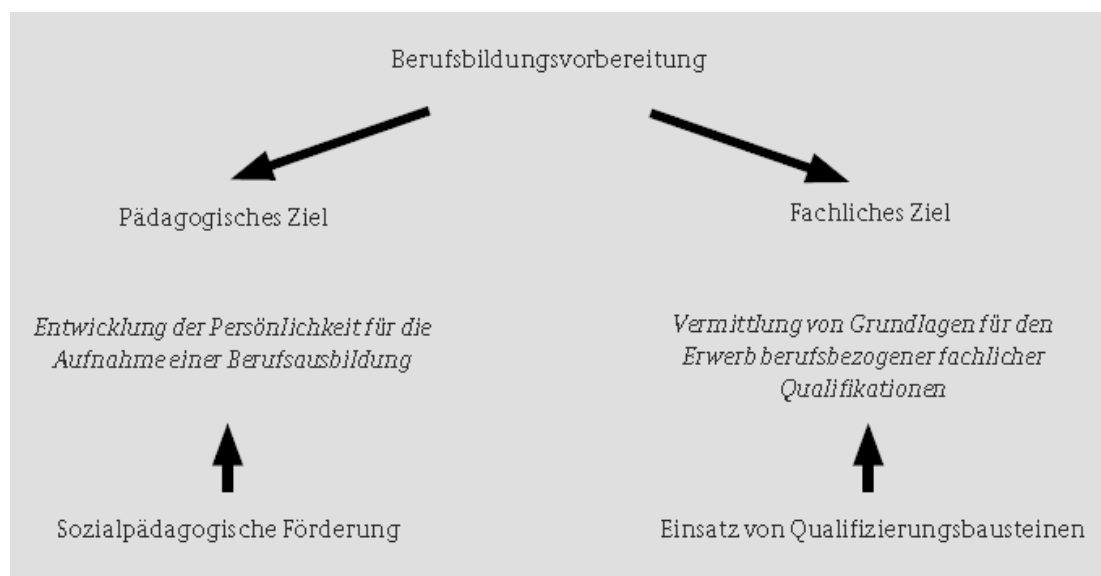 Berufsbildungsvorbereitung
Pädagogisches Ziel
Fachliches Ziel
Entwicklung der Persönlichkeit für die
Aufnahme einer Berufsausbildung
Vermittlung von Grundlagen für den
Erwerb berufsbezogener fachlicher
Qualifikationen
Sozialpädagogische Förderung
Einsatz von Qualifizierungsbausteinen